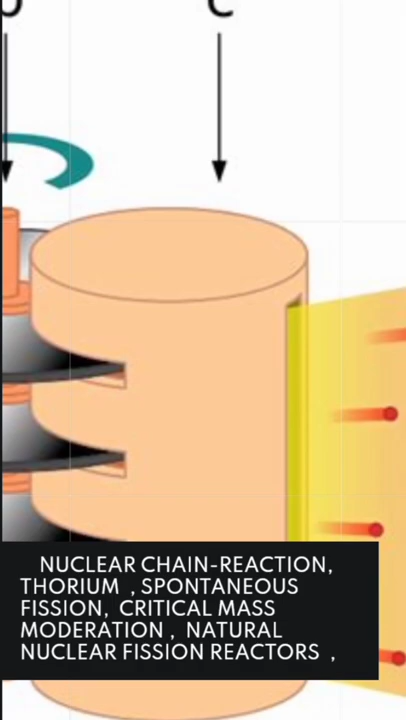 C
NUCLEAR CHAIN-REACTION,
THORIUM , SPONTANEOUS
FISSION, CRITICAL MASS
MODERATION , NATURAL
NUCLEAR FISSION REACTORS ,